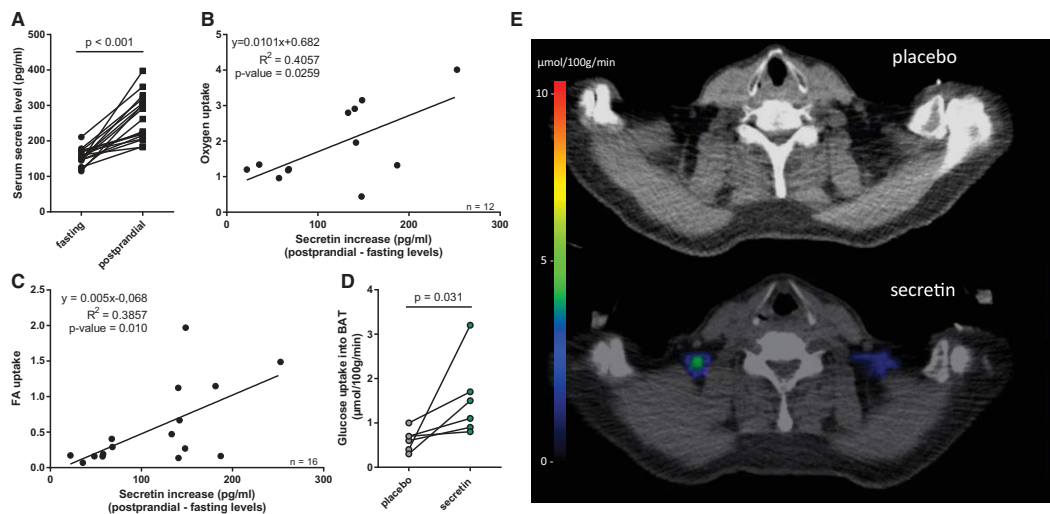 A
Serum secretin level (pg/ml)
500
400
300
200
100
0
p < 0.001
fasting
postprandial
B
Oxygen uptake
5
4
3
2
1
0
y=0.0101x+0.682
R2 = 0.4057
p-value = 0.0259
n = 12
0
100
200
300
Secretin increase (pg/ml)
(postprandial - fasting levels)
C
FA uptake
2.5
2.0
1.5
1.0
0.5
0.0
y = 0.005x-0,068
R2 = 0.3857
p-value = 0.010
n = 16
0
100
200
300
Secretin increase (pg/ml)
(postprandial - fasting levels)
D
Glucose uptake into BAT
(µmol/100g/min)
4
3
2
1
0
p = 0.031
placebo
secretin
E
µmol/100g/min)
10
5
0
placebo
secretin